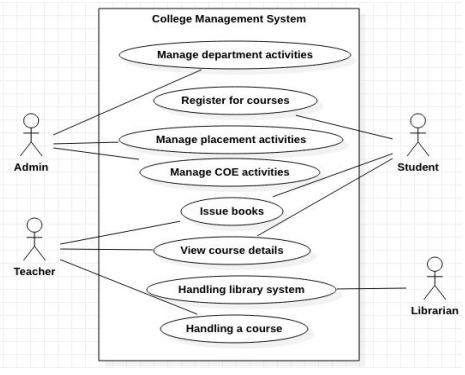 College Management System
Manage department activities
Register for courses
Manage placement activities
Admin
Student
Manage COE activities
Issue books
View course details
Teacher
Handling library system
Librarian
Handling a course